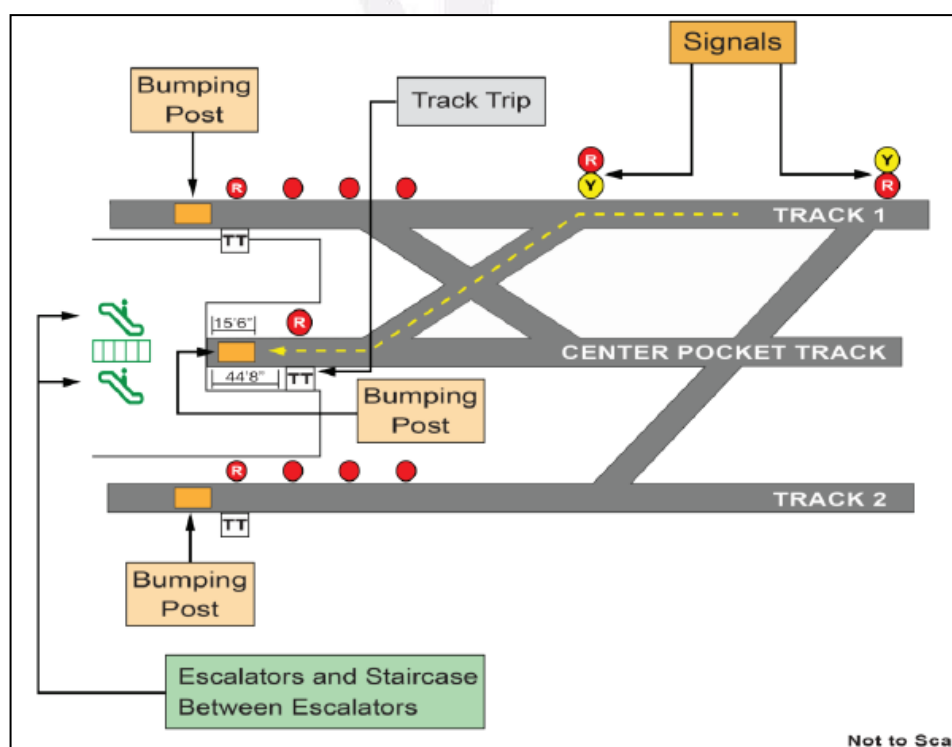 Signals
Bumping
Post
Track Trip
R
Y
Y
R
R
TRACK 1
TT
15'6"
R
CENTER POCKET TRACK
44'8"
TT
Bumping
Post
R
TRACK 2
TT
Bumping
Post
Escalators and Staircase
Between Escalators
Not to Sca